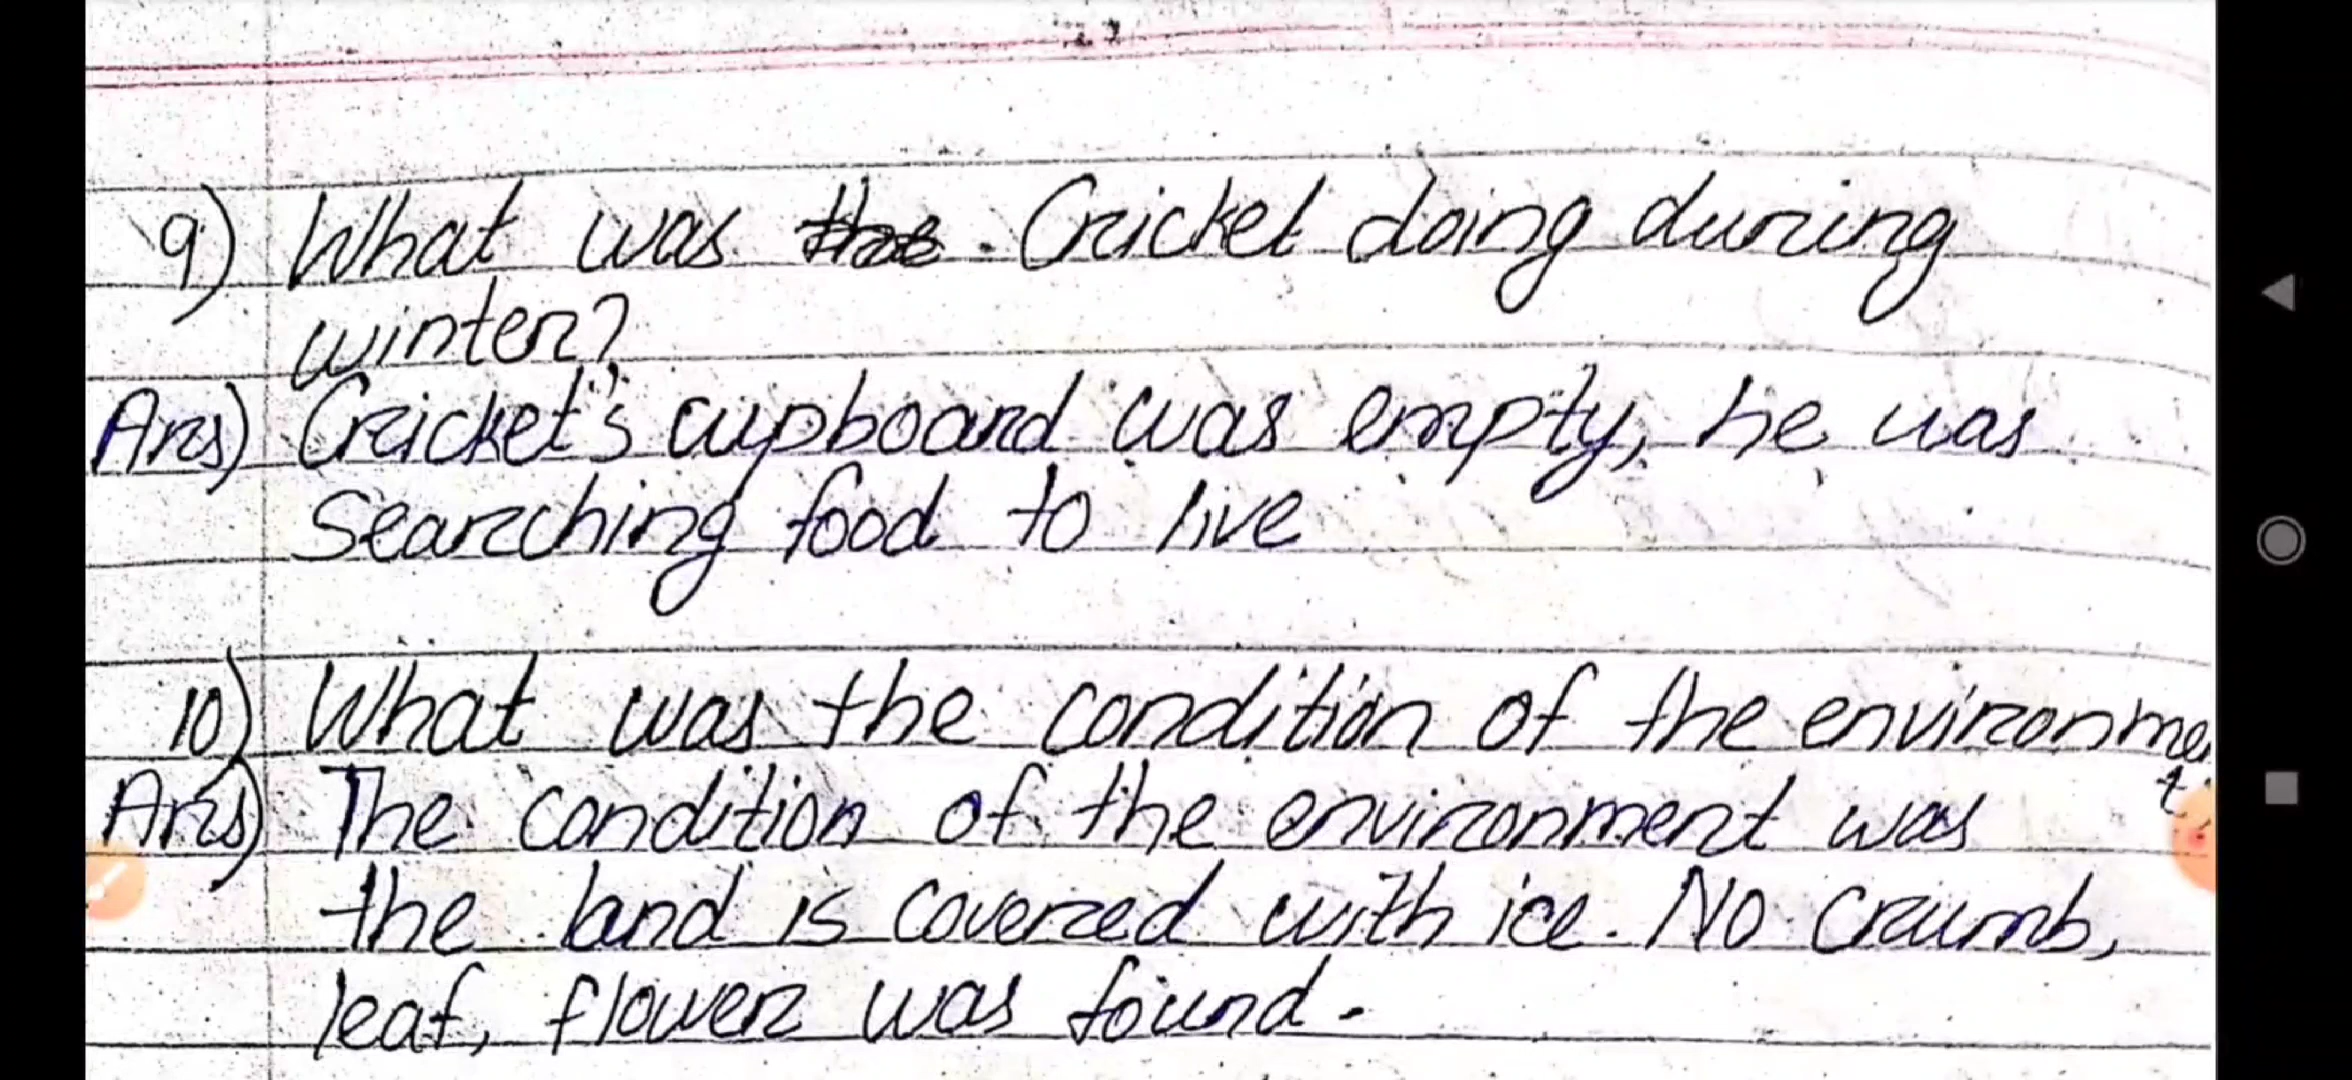 9) What was the Cricket doing during
winter?
Ans) Cricket's cupboard was empty, he was
searching food to live
10) What was the condition of the environme
t,
Ans) The condition of the environment was
the land is covered with ice. No crumb,
leaf, flower was found.